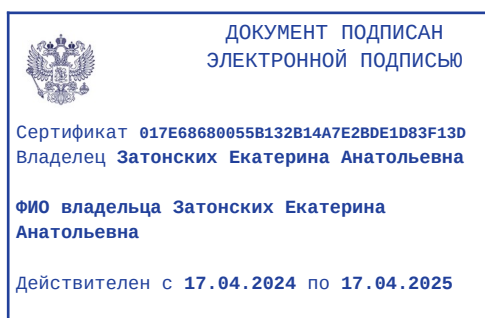 ДОКУМЕНТ ПОДПИСАН
ЭЛЕКТРОННОЙ ПОДПИСЬЮ
Сертификат 017E68680055B132B14A7E2BDE1D83F13D
Владелец Затонских Екатерина Анатольевна
ФИО владельца Затонских Екатерина
Анатольевна
Действителен с 17.04.2024 по 17.04.2025